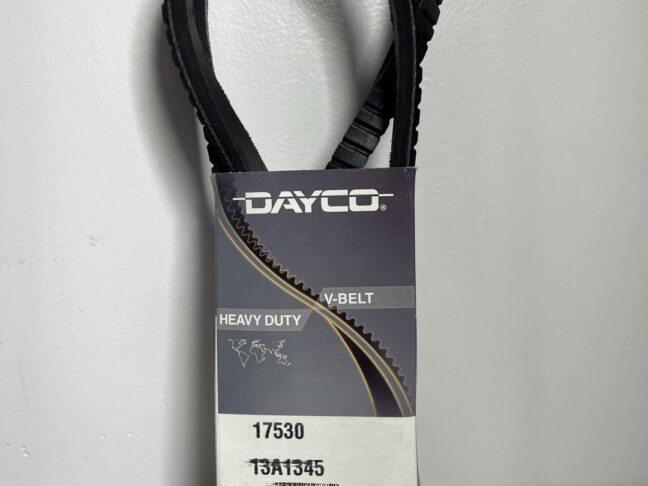 DAYCO®
V-BELT
HEAVY DUTY
17530
13A1345